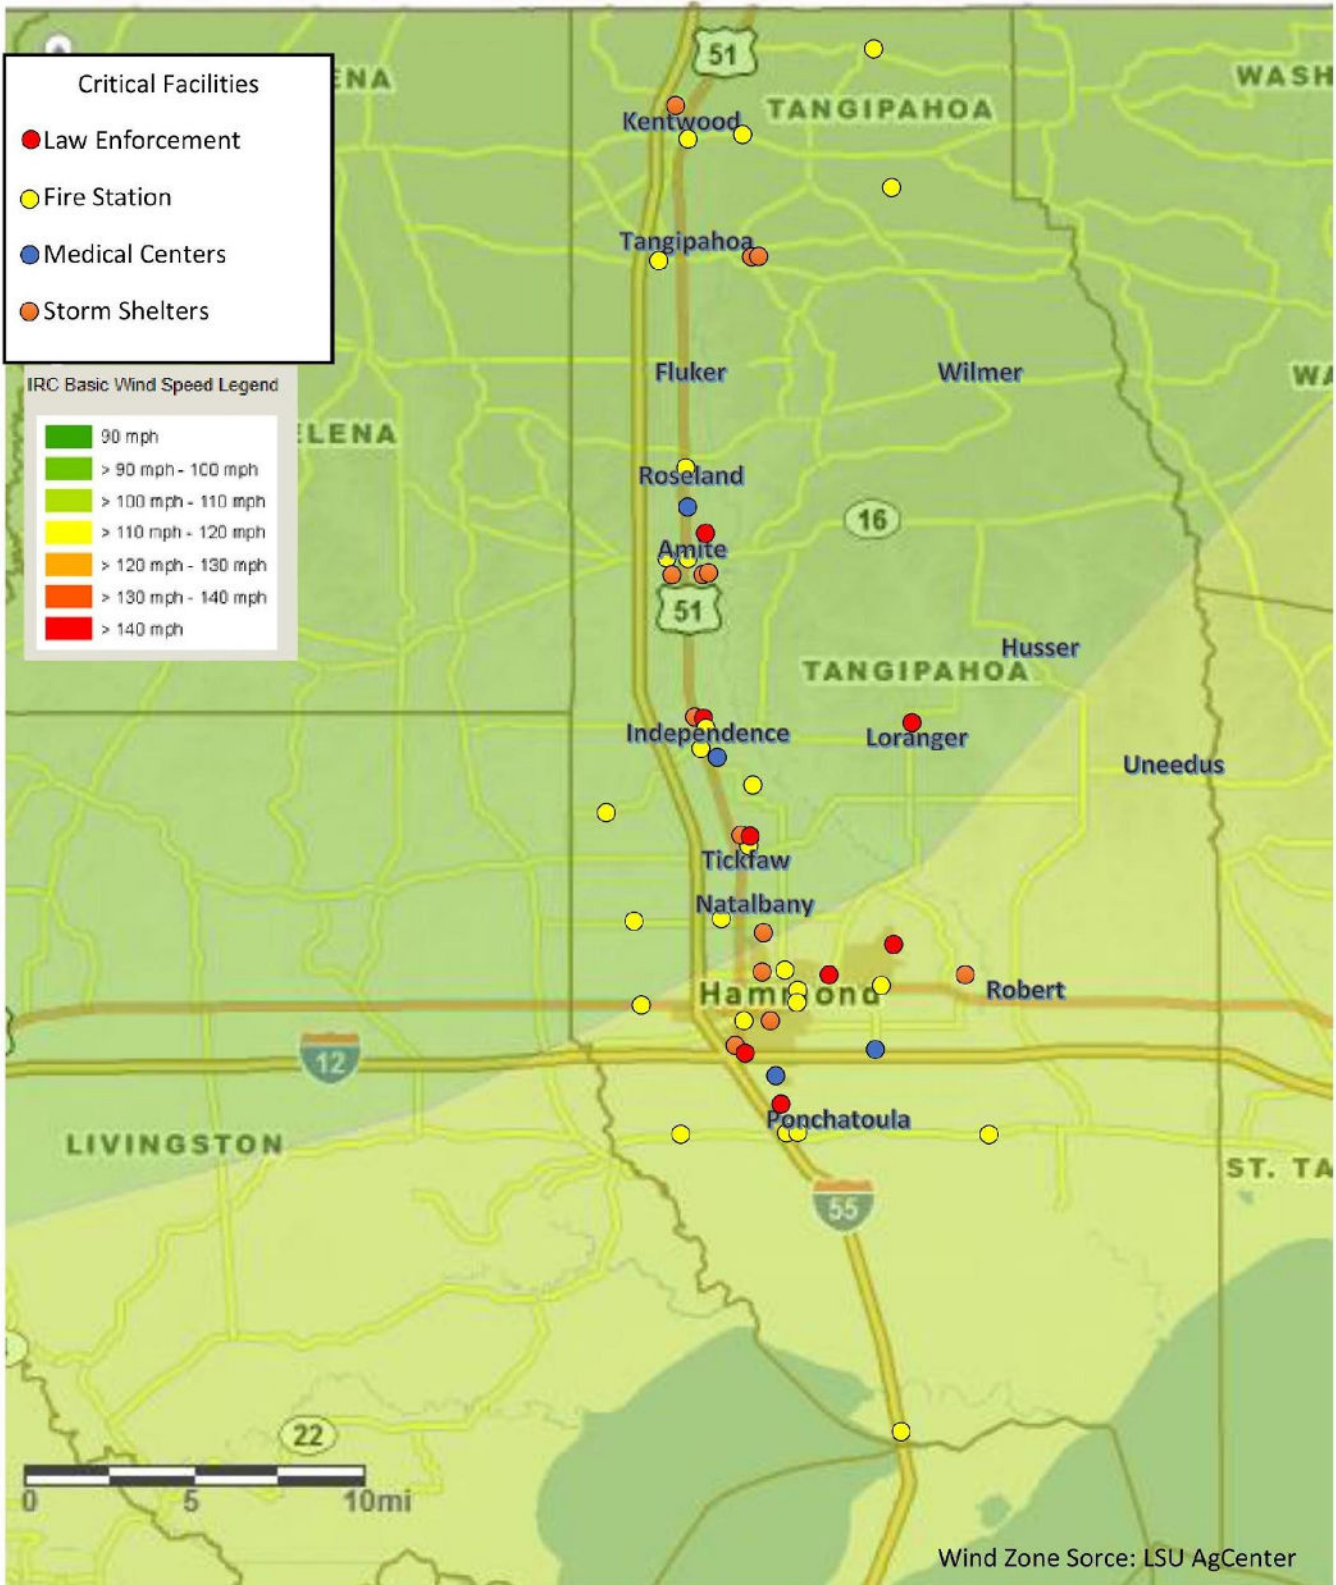 51
ENA
WASH
Critical Facilities
TANGIPAHOA
Kentwood
Law Enforcement
Fire Station
Tangipahoa
Medical Centers
Storm Shelters
Fluker
Wilmer
WA
IRC Basic Wind Speed Legend
ELENA
90 mph
> 90 mph - 100 mph
> 100 mph - 110 mph
> 110 mph - 120 mph
> 120 mph - 130 mph
> 130 mph - 140 mph
> 140 mph
Roseland
16
Amite
51
Husser
TANGIPAHOA
Independence
Loranger
Uneedus
Tickfaw
Natalbany
Hammond
Robert
12
Ponchatoula
LIVINGSTON
ST. TA
55
22
0 5 10mi
Wind Zone Sorce: LSU AgCenter